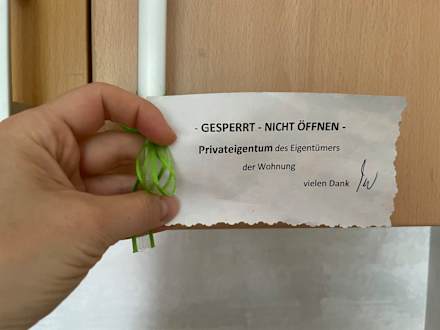 - GESPERRT - NICHT ÖFFNEN -
Privateigentum des Eigentümers
der Wohnung
vielen Dank